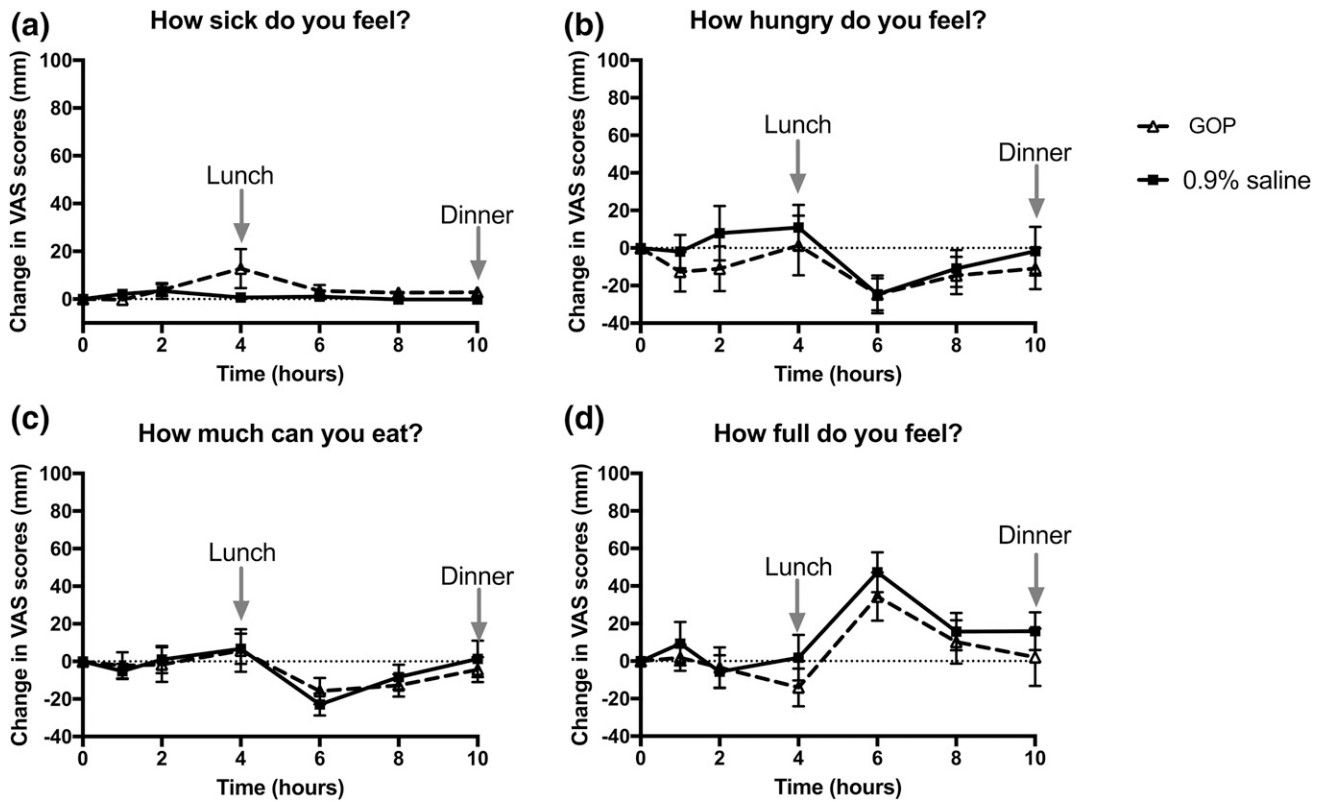 (a) How sick do you feel?
Change in VAS scores (mm)
100
80
60
40
20
0
Lunch
Dinner
0 2 4 6 8 10
Time (hours)
(b) How hungry do you feel?
Change in VAS scores (mm)
100
80
60
40
20
0
-20
-40
Lunch
Dinner
0 2 4 6 8 10
Time (hours)
GOP
0.9% saline
(c) How much can you eat?
Change in VAS scores (mm)
100
80
60
40
20
0
-20
-40
Lunch
Dinner
0 2 4 6 8 10
Time (hours)
(d) How full do you feel?
Change in VAS scores (mm)
100
80
60
40
20
0
-20
-40
Lunch
Dinner
0 2 4 6 8 10
Time (hours)